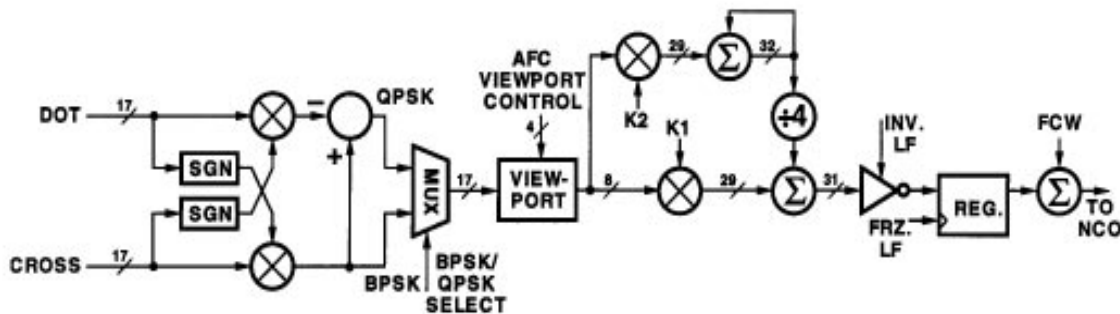 DOT
17
SGN
SGN
CROSS
17
−
+
QPSK
MUX
BPSK
BPSK/
QPSK
SELECT
17
AFC
VIEWPORT
CONTROL
4
VIEW-
PORT
8
K2
29
Σ
32
÷4
K1
29
Σ
31
INV.
LF
FRZ.
LF
REG.
FCW
Σ
TO
NCO